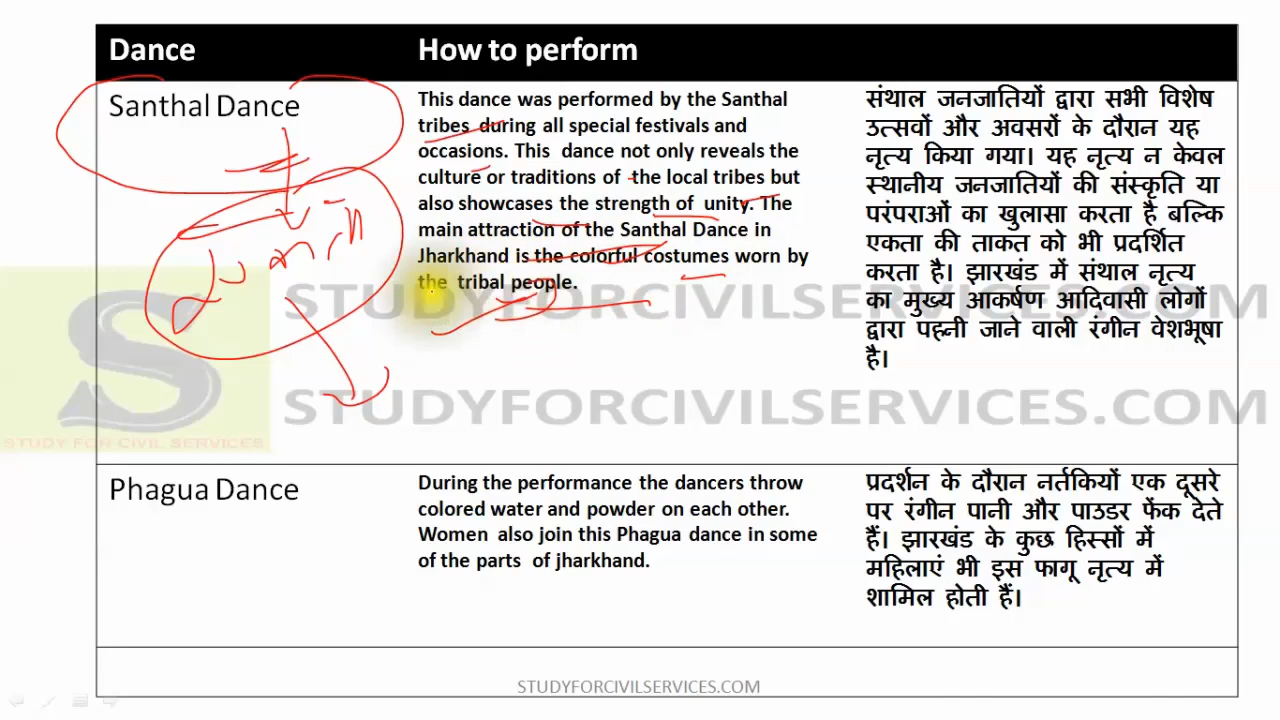 Dance
How to perform
Santhal Dance
This dance was performed by the Santhal
tribes during all special festivals and
occasions. This dance not only reveals the
culture or traditions of the local tribes but
also showcases the strength of unity. The
main attraction of the Santhal Dance in
Jharkhand is the colorful costumes worn by
the tribal people.
संथाल जनजातियों द्वारा सभी विशेष
उत्सवों और अवसरों के दौरान यह
नृत्य किया गया। यह नृत्य न केवल
स्थानीय जनजातियों की संस्कृति या
परंपराओं का खुलासा करता है बल्कि
एकता की ताकत को भी प्रदर्शित
करता है। झारखंड में संथाल नृत्य
का मुख्य आकर्षण आदिवासी लोगों
द्वारा पहनी जाने वाली रंगीन वेशभूषा
है।
STUDYFORCIVILSERVICES.COM
STUDYFORCIVILSERVICES.COM
S
STUDY FOR CIVIL SERVICES
Phagua Dance
During the performance the dancers throw
colored water and powder on each other.
Women also join this Phagua dance in some
of the parts of jharkhand.
प्रदर्शन के दौरान नर्तकियों एक दूसरे
पर रंगीन पानी और पाउडर फेंक देते
हैं। झारखंड के कुछ हिस्सों में
महिलाएं भी इस फागू नृत्य में
शामिल होती हैं।
STUDYFORCIVILSERVICES.COM